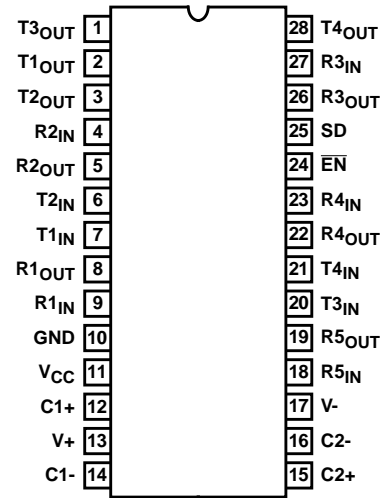 T3OUT 1 28 T4OUT
T1OUT 2 27 R3IN
T2OUT 3 26 R3OUT
R2IN 4 25 SD
R2OUT 5 24 E̅N̅
T2IN 6 23 R4IN
T1IN 7 22 R4OUT
R1OUT 8 21 T4IN
R1IN 9 20 T3IN
GND 10 19 R5OUT
VCC 11 18 R5IN
C1+ 12 17 V-
V+ 13 16 C2-
C1- 14 15 C2+